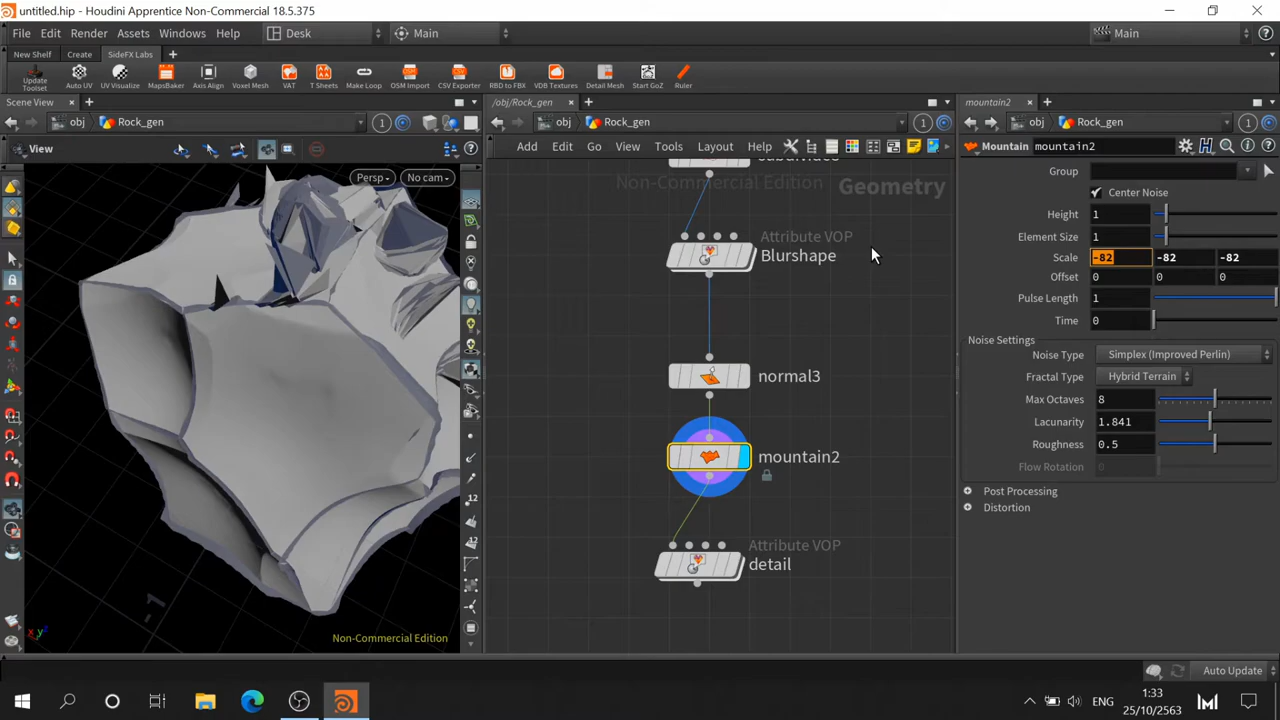 untitled.hip - Houdini Apprentice Non-Commercial 18.5.375
File Edit Render Assets Windows Help Desk Main Main
New Shelf Create SideFX Labs
Update Toolset Auto UV UV Visualize MapsBaker Axis Align Voxel Mesh VAT T Sheets Make Loop OSM Import CSV Exporter RBD to FBX VDB Textures Detail Mesh Start GoZ Ruler
Scene View /obj/Rock_gen mountain2
obj Rock_gen 1 obj Rock_gen 1 obj Rock_gen 1
View Add Edit Go View Tools Layout Help Mountain mountain2
Persp No cam
Non-Commercial Edition Geometry
Group
Center Noise
Height 1
Element Size 1
Scale -82 -82 -82
Offset 0 0 0
Pulse Length 1
Time 0
Noise Settings
Noise Type Simplex (Improved Perlin)
Fractal Type Hybrid Terrain
Max Octaves 8
Lacunarity 1.841
Roughness 0.5
Flow Rotation 0
Post Processing
Distortion
Attribute VOP
Blurshape
normal3
mountain2
Attribute VOP
detail
12
12
-1
x y z
Non-Commercial Edition
Auto Update
ENG
1:33
25/10/2563